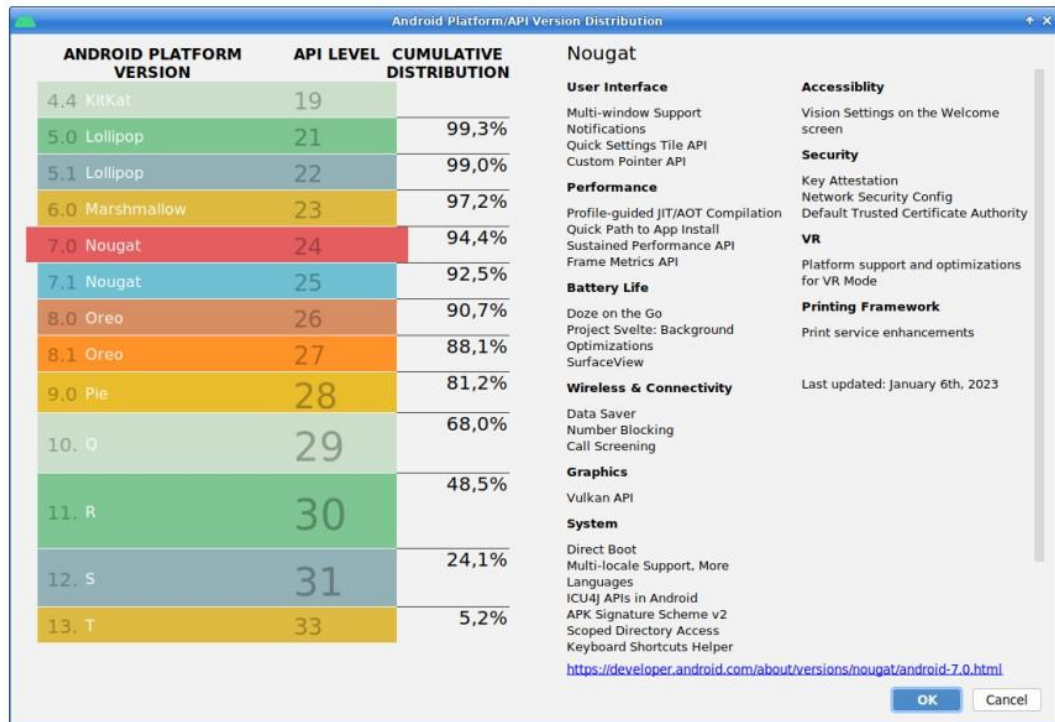 Android Platform/API Version Distribution
ANDROID PLATFORM VERSION API LEVEL CUMULATIVE DISTRIBUTION
4.4 KitKat 19
5.0 Lollipop 21 99,3%
5.1 Lollipop 22 99,0%
6.0 Marshmallow 23 97,2%
7.0 Nougat 24 94,4%
7.1 Nougat 25 92,5%
8.0 Oreo 26 90,7%
8.1 Oreo 27 88,1%
9.0 Pie 28 81,2%
10. Q 29 68,0%
11. R 30 48,5%
12. S 31 24,1%
13. T 33 5,2%
Nougat
User Interface
Multi-window Support
Notifications
Quick Settings Tile API
Custom Pointer API
Performance
Profile-guided JIT/AOT Compilation
Quick Path to App Install
Sustained Performance API
Frame Metrics API
Battery Life
Doze on the Go
Project Svelte: Background
Optimizations
SurfaceView
Wireless & Connectivity
Data Saver
Number Blocking
Call Screening
Graphics
Vulkan API
System
Direct Boot
Multi-locale Support, More
Languages
ICU4J APIs in Android
APK Signature Scheme v2
Scoped Directory Access
Keyboard Shortcuts Helper
Accessiblity
Vision Settings on the Welcome
screen
Security
Key Attestation
Network Security Config
Default Trusted Certificate Authority
VR
Platform support and optimizations
for VR Mode
Printing Framework
Print service enhancements
Last updated: January 6th, 2023
https://developer.android.com/about/versions/nougat/android-7.0.html
OK Cancel